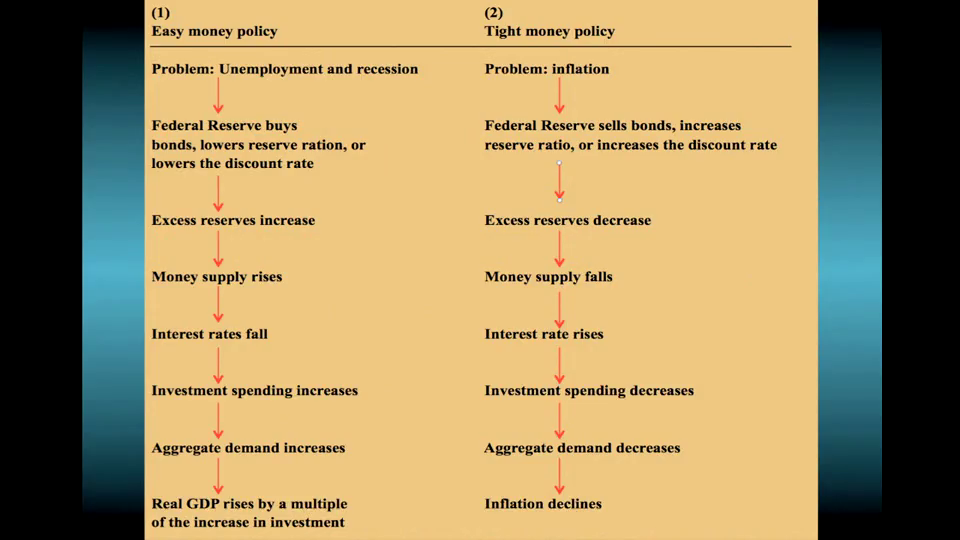 (1)
Easy money policy
Problem: Unemployment and recession
Federal Reserve buys
bonds, lowers reserve ration, or
lowers the discount rate
Excess reserves increase
Money supply rises
Interest rates fall
Investment spending increases
Aggregate demand increases
Real GDP rises by a multiple
of the increase in investment
(2)
Tight money policy
Problem: inflation
Federal Reserve sells bonds, increases
reserve ratio, or increases the discount rate
Excess reserves decrease
Money supply falls
Interest rate rises
Investment spending decreases
Aggregate demand decreases
Inflation declines